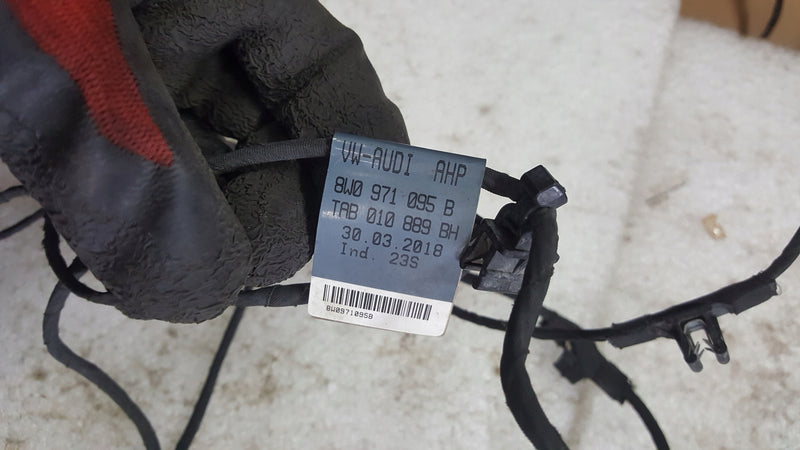 VW-AUDI AHP
8W0 971 095 B
TAB 010 889 BH
30.03.2018
Ind. 23S
8W0971095B